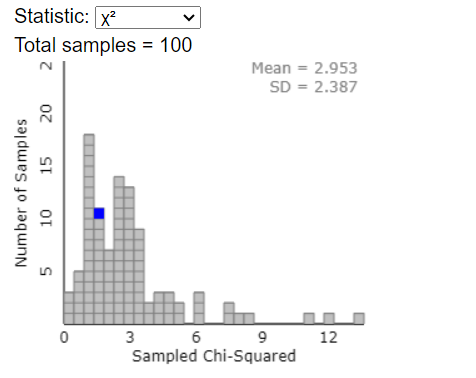 Statistic: χ²
Total samples = 100
Mean = 2.953
SD = 2.387
Number of Samples
2
20
15
10
5
0 3 6 9 12
Sampled Chi-Squared